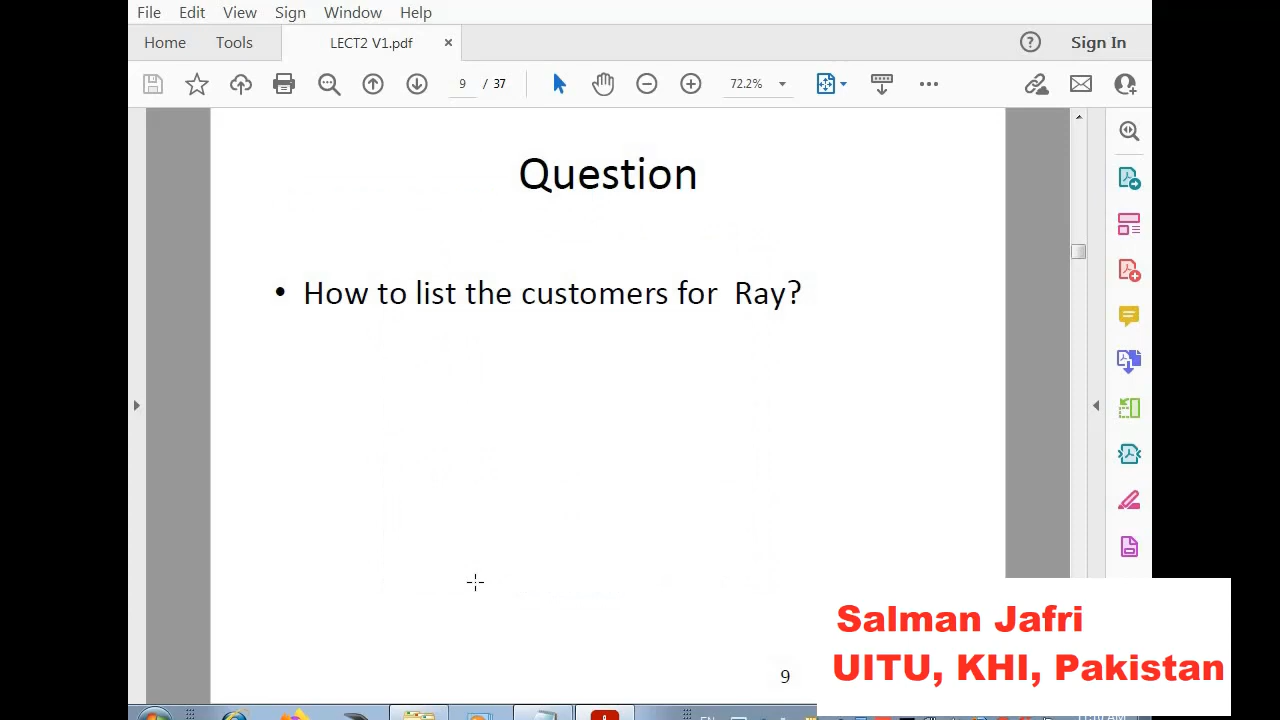 File Edit View Sign Window Help
Home Tools LECT2 V1.pdf × Sign In
9 / 37 72.2%
Question
• How to list the customers for Ray?
9
Salman Jafri
UITU, KHI, Pakistan